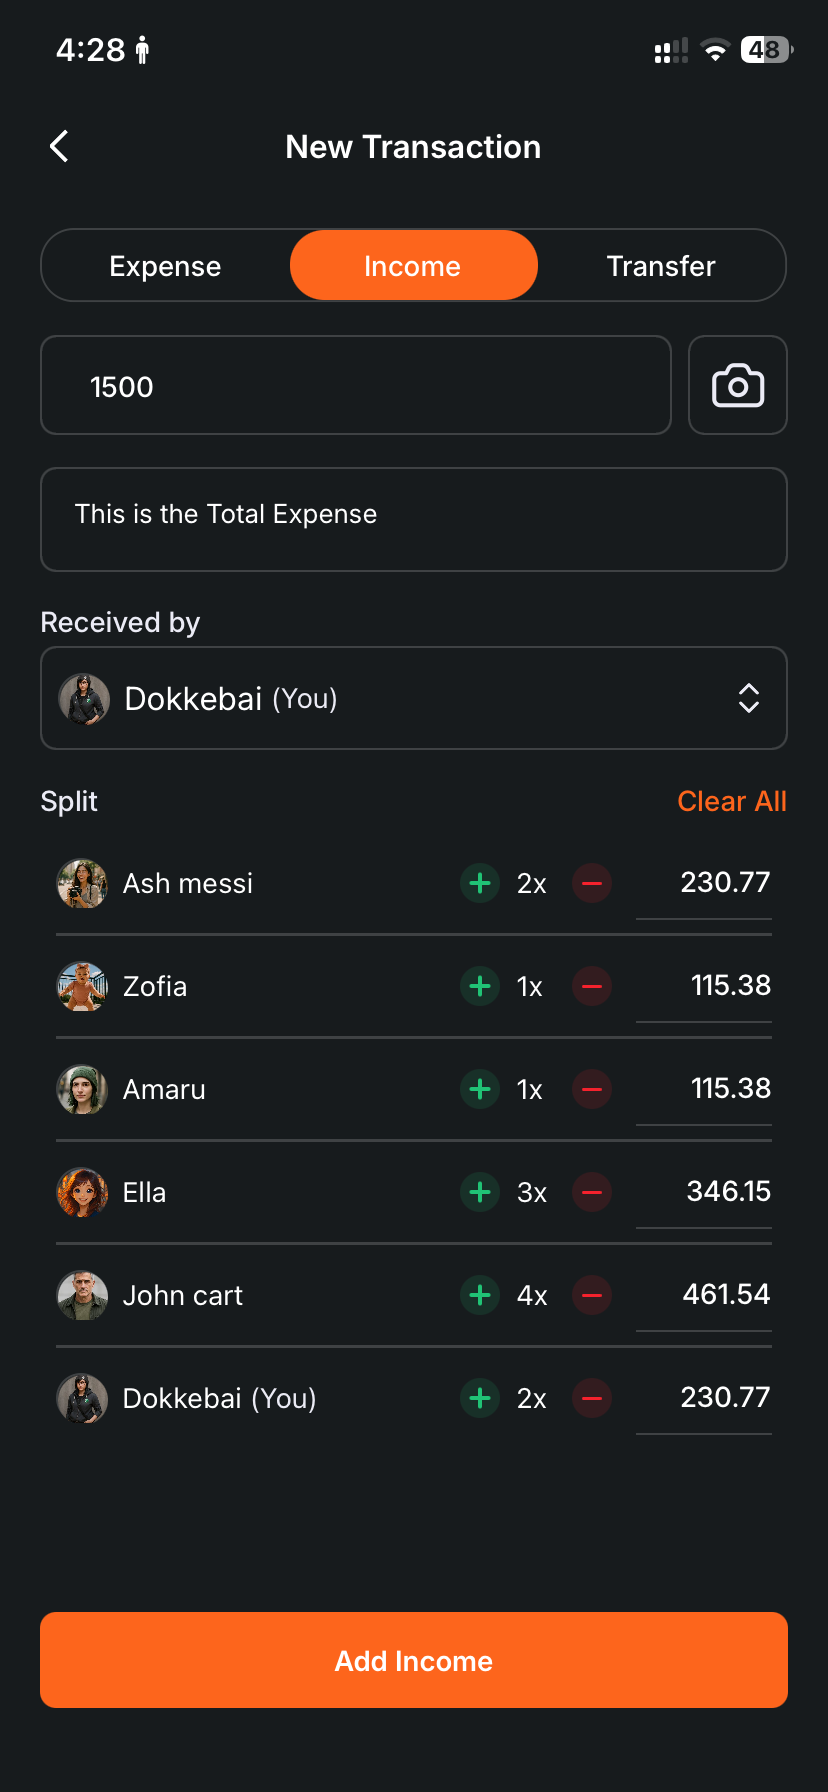 4:28
48
New Transaction
Expense Income Transfer
1500
This is the Total Expense
Received by
Dokkebai (You)
Split Clear All
Ash messi 2x 230.77
Zofia 1x 115.38
Amaru 1x 115.38
Ella 3x 346.15
John cart 4x 461.54
Dokkebai (You) 2x 230.77
Add Income